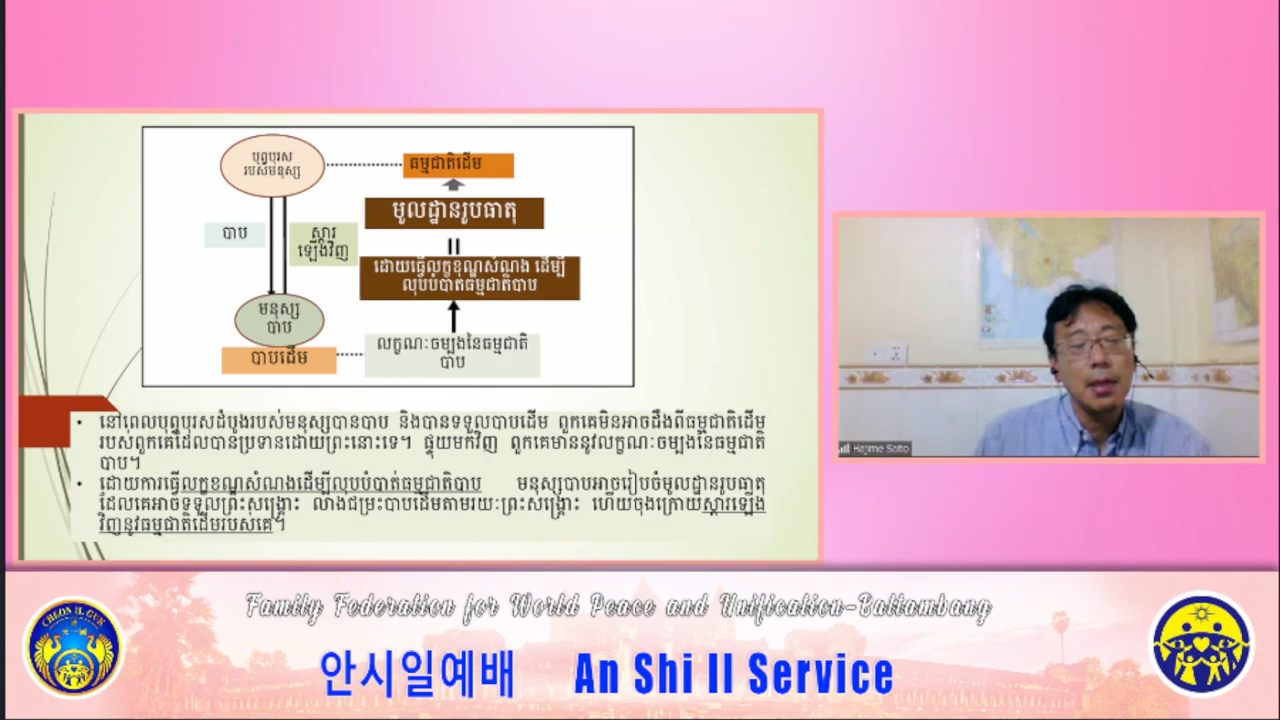 បុព្វបុរស
របស់មនុស្ស
ធម្មជាតិដើម
មូលដ្ឋានរូបធាតុ
បាប
ស្តារ
ឡើងវិញ
ដោយធ្វើលក្ខខណ្ឌសំណង ដើម្បី
លុបបំបាត់ធម្មជាតិបាប
មនុស្ស
បាប
បាបដើម
លក្ខណៈចម្បងនៃធម្មជាតិ
បាប
• នៅពេលបុព្វបុរសដំបូងរបស់មនុស្សបានបាប និងបានទទួលបាបដើម ពួកគេមិនអាចដឹងពីធម្មជាតិដើម
របស់ពួកគេដែលបានប្រទានដោយព្រះនោះទេ។ ផ្ទុយមកវិញ ពួកគេមាននូវលក្ខណៈចម្បងនៃធម្មជាតិ
បាប។
• ដោយការធ្វើលក្ខខណ្ឌសំណងដើម្បីលុបបំបាត់ធម្មជាតិបាប មនុស្សបាបអាចរៀបចំមូលដ្ឋានរូបធាតុ
ដែលគេអាចទទួលព្រះសង្គ្រោះ លាងជម្រះបាបដើមតាមរយៈព្រះសង្គ្រោះ ហើយចុងក្រោយស្តារឡើង
វិញនូវធម្មជាតិដើមរបស់គេ។
Hajime Saito
CHEON IL GUK
Family Federation for World Peace and Unification-Battambang
안시일예배 An Shi Il Service